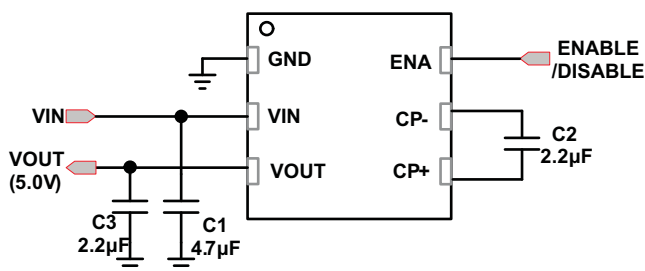 GND
ENA
ENABLE
/DISABLE
VIN
VIN
CP-
C2
2.2µF
VOUT
(5.0V)
VOUT
CP+
C3
2.2µF
C1
4.7µF